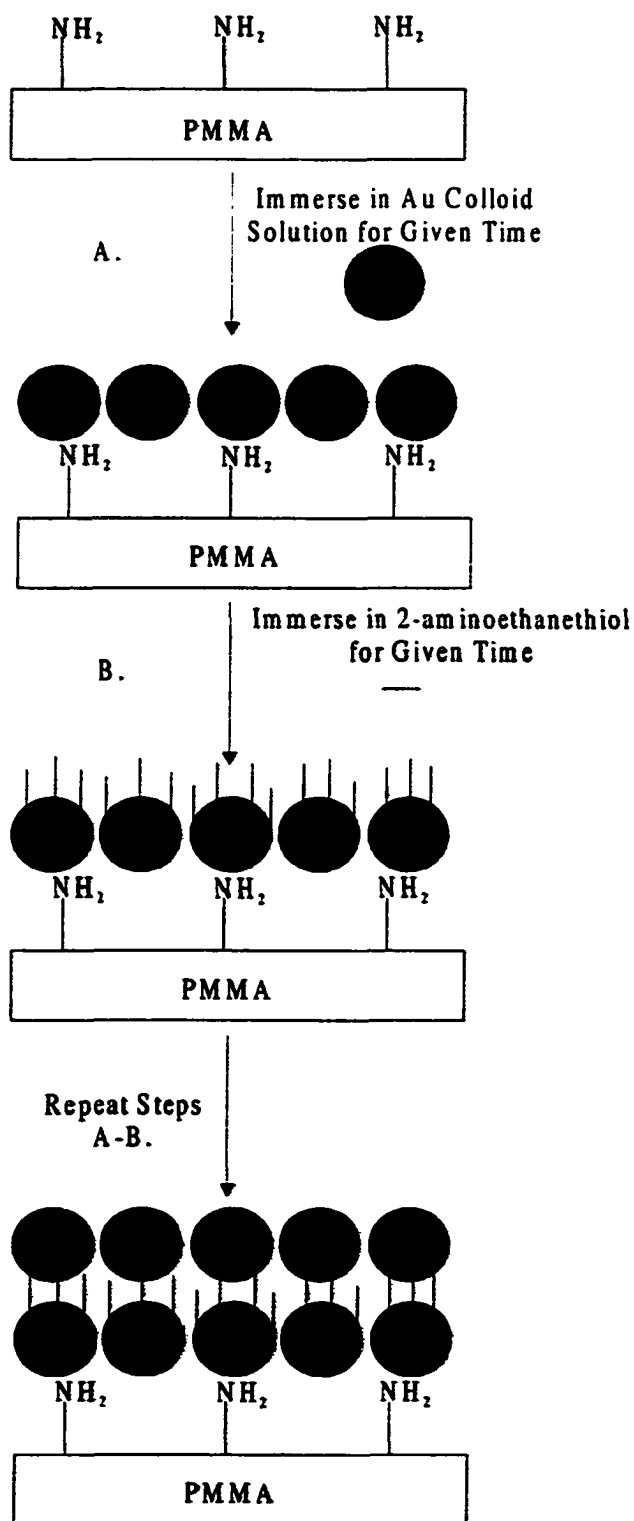 NH₂ NH₂ NH₂
PMMA
Immerse in Au Colloid
Solution for Given Time
A.
NH₂ NH₂ NH₂
PMMA
Immerse in 2-aminoethanethiol
for Given Time
B.
NH₂ NH₂ NH₂
PMMA
Repeat Steps
A-B.
NH₂ NH₂ NH₂
PMMA